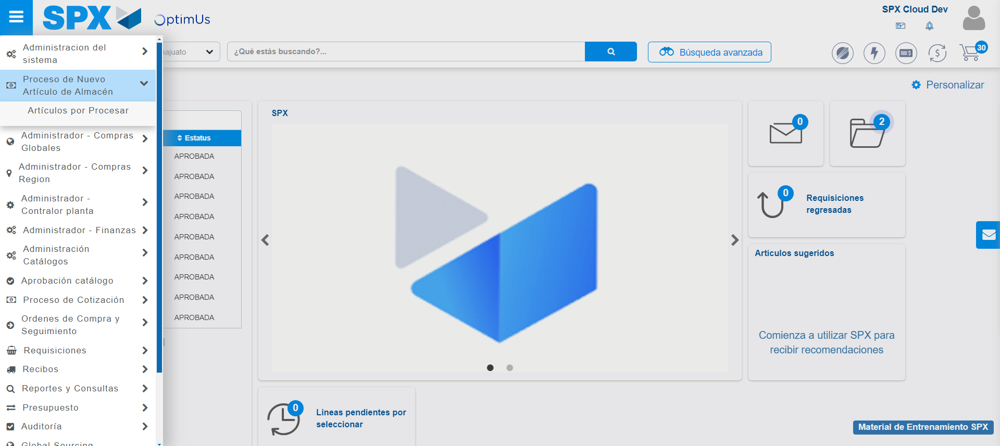 SPX
OptimUs
SPX Cloud Dev
¿Qué estás buscando?...
Búsqueda avanzada
30
Personalizar
Administracion del
sistema
Proceso de Nuevo
Artículo de Almacén
Artículos por Procesar
Administrador - Compras
Globales
Administrador - Compras
Region
Administrador -
Contralor planta
Administrador - Finanzas
Administración
Catálogos
Aprobación catálogo
Proceso de Cotización
Ordenes de Compra y
Seguimiento
Requisiciones
Recibos
Reportes y Consultas
Presupuesto
Auditoría
Global Sourcing
Estatus
APROBADA
APROBADA
APROBADA
APROBADA
APROBADA
APROBADA
APROBADA
APROBADA
APROBADA
SPX
0
2
0
Requisiciones
regresadas
Artículos sugeridos
Comienza a utilizar SPX para
recibir recomendaciones
0
Lineas pendientes por
seleccionar
Material de Entrenamiento SPX